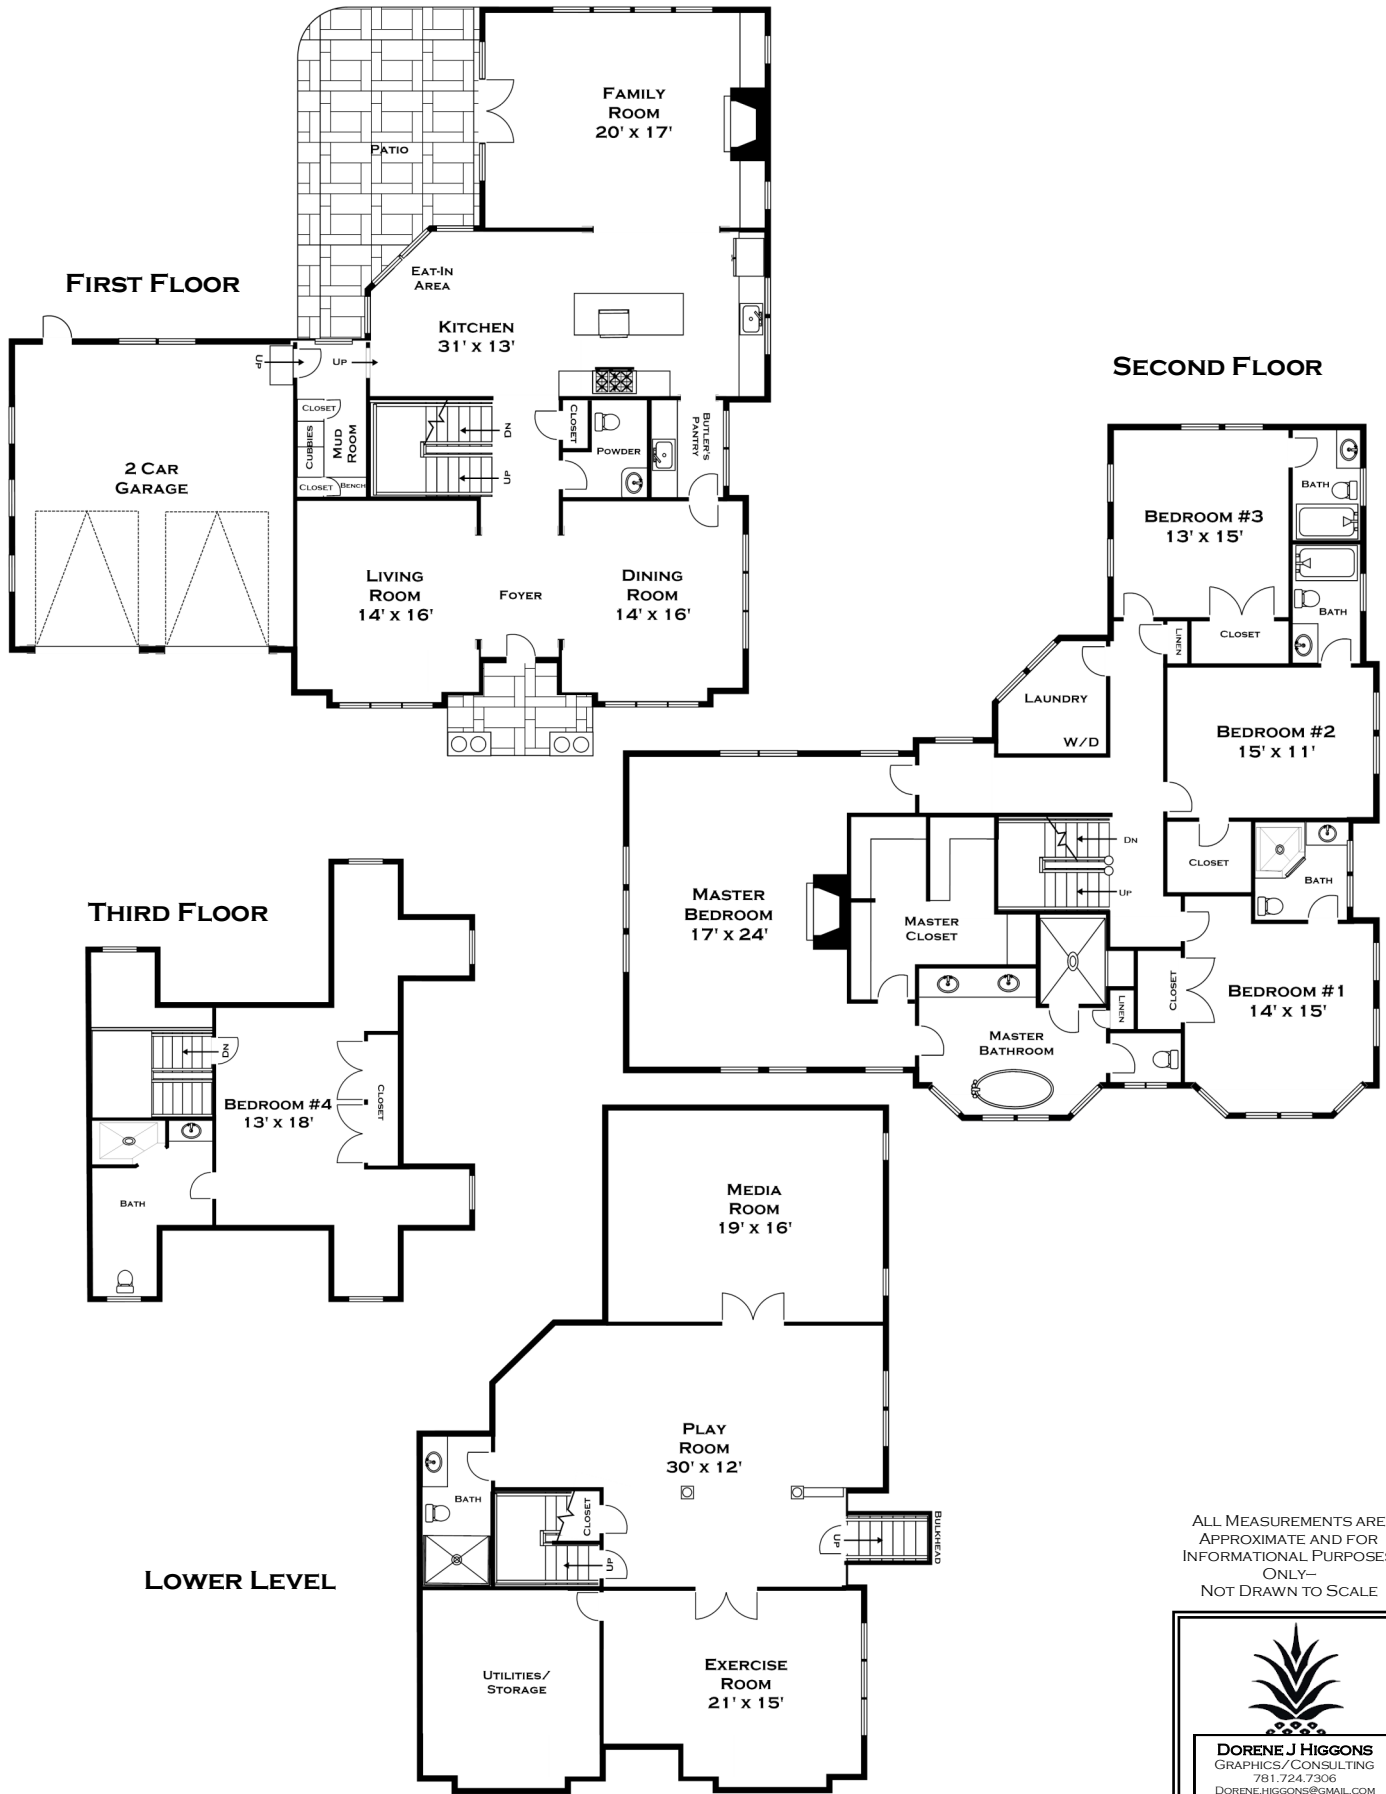 FIRST FLOOR
FAMILY
ROOM
20' x 17'
PATIO
EAT-IN
AREA
KITCHEN
31' x 13'
UP
UP
CLOSET
CUBBIES
MUD
ROOM
CLOSET
BENCH
2 CAR
GARAGE
DN
UP
CLOSET
POWDER
BUTLER'S
PANTRY
LIVING
ROOM
14' x 16'
FOYER
DINING
ROOM
14' x 16'
SECOND FLOOR
BEDROOM #3
13' x 15'
BATH
BATH
LINEN
CLOSET
LAUNDRY
W/D
BEDROOM #2
15' x 11'
DN
UP
CLOSET
BATH
MASTER
BEDROOM
17' x 24'
MASTER
CLOSET
CLOSET
LINEN
BEDROOM #1
14' x 15'
MASTER
BATHROOM
THIRD FLOOR
DN
BEDROOM #4
13' x 18'
CLOSET
BATH
LOWER LEVEL
MEDIA
ROOM
19' x 16'
PLAY
ROOM
30' x 12'
BATH
CLOSET
UP
UP
BULKHEAD
UTILITIES/
STORAGE
EXERCISE
ROOM
21' x 15'
ALL MEASUREMENTS ARE
APPROXIMATE AND FOR
INFORMATIONAL PURPOSES
ONLY–
NOT DRAWN TO SCALE
DORENE J HIGGONS
GRAPHICS/CONSULTING
781.724.7306
DORENE.HIGGONS@GMAIL.COM